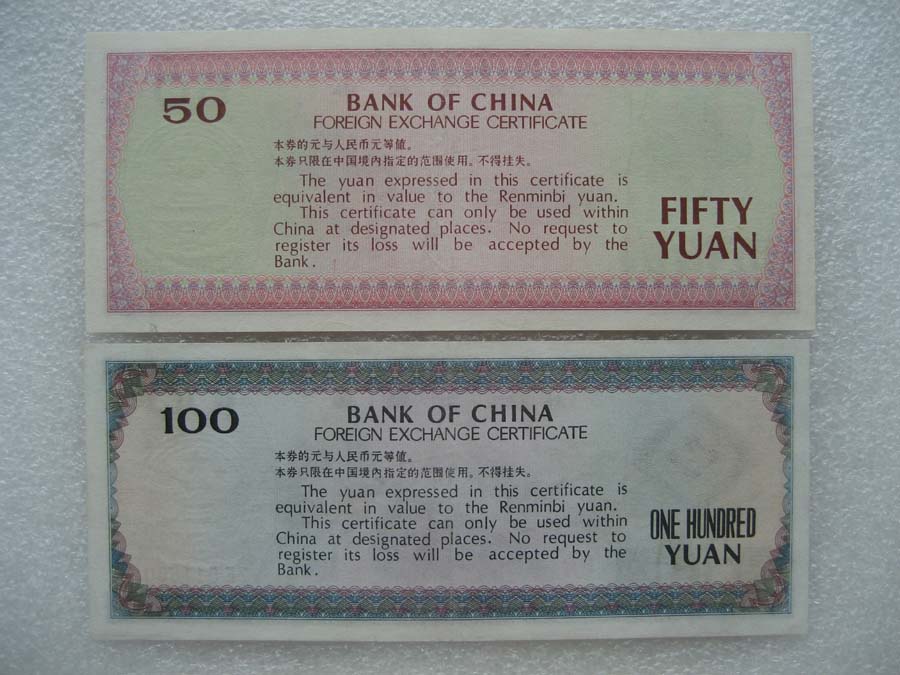 50
BANK OF CHINA
FOREIGN EXCHANGE CERTIFICATE
本券的元与人民币元等值。
本券只限在中国境内指定的范围使用。不得挂失。
The yuan expressed in this certificate is
equivalent in value to the Renminbi yuan.
This certificate can only be used within
China at designated places. No request to
register its loss will be accepted by the
Bank.
FIFTY
YUAN
100
BANK OF CHINA
FOREIGN EXCHANGE CERTIFICATE
本券的元与人民币元等值。
本券只限在中国境内指定的范围使用。不得挂失。
The yuan expressed in this certificate is
equivalent in value to the Renminbi yuan.
This certificate can only be used within
China at designated places. No request to
register its loss will be accepted by the
Bank.
ONE HUNDRED
YUAN